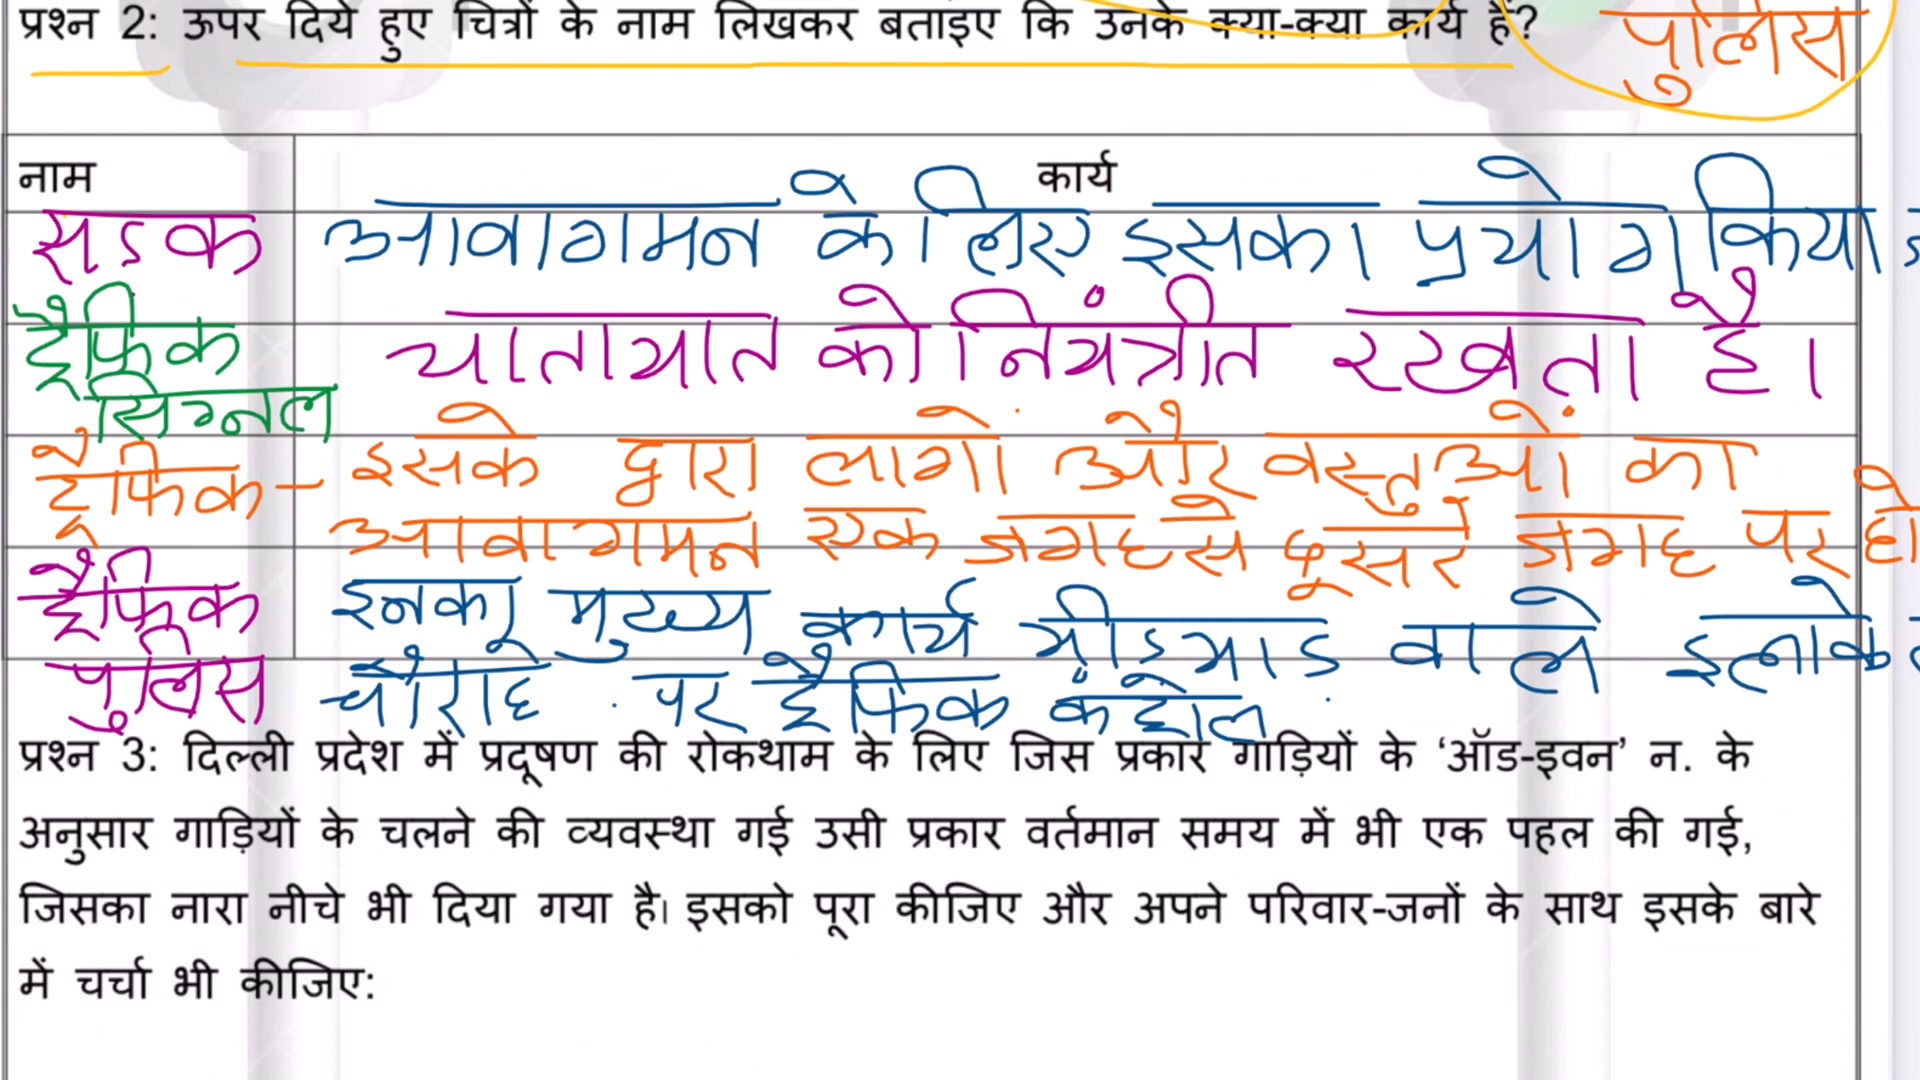 प्रश्न 2: ऊपर दिये हुए चित्रों के नाम लिखकर बताइए कि उनके क्या-क्या कार्य हैं?
पुलिस
नाम कार्य
सडक आवागमन के लिए इसका प्रयोग किया
ट्रैफिक यातायात को नियंत्रीत रखता है।
सिग्नल
ट्रैफिक- इसके द्वारा लोगों और वस्तुओं का
आवागमन एक जगह से दूसरे जगह पर हो
ट्रैफिक इनका मुख्य कार्य भीडभाड वाले इलाके
पुलिस चौराहे पर ट्रैफिक कंट्रोल
प्रश्न 3: दिल्ली प्रदेश में प्रदूषण की रोकथाम के लिए जिस प्रकार गाड़ियों के ‘ऑड-इवन’ न. के
अनुसार गाड़ियों के चलने की व्यवस्था गई उसी प्रकार वर्तमान समय में भी एक पहल की गई,
जिसका नारा नीचे भी दिया गया है। इसको पूरा कीजिए और अपने परिवार-जनों के साथ इसके बारे
में चर्चा भी कीजिए: